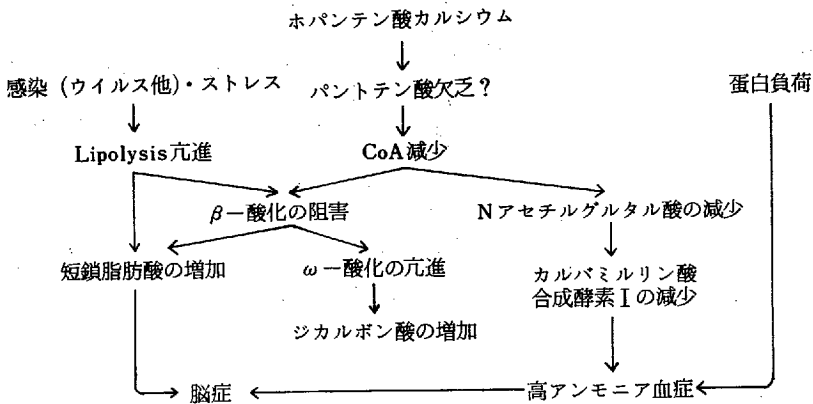 ホパンテン酸カルシウム
感染（ウイルス他）・ストレス
パントテン酸欠乏？
蛋白負荷
Lipolysis亢進
CoA減少
β－酸化の阻害
Nアセチルグルタル酸の減少
短鎖脂肪酸の増加
ω－酸化の亢進
カルバミルリン酸
合成酵素Ⅰの減少
ジカルボン酸の増加
脳症
高アンモニア血症